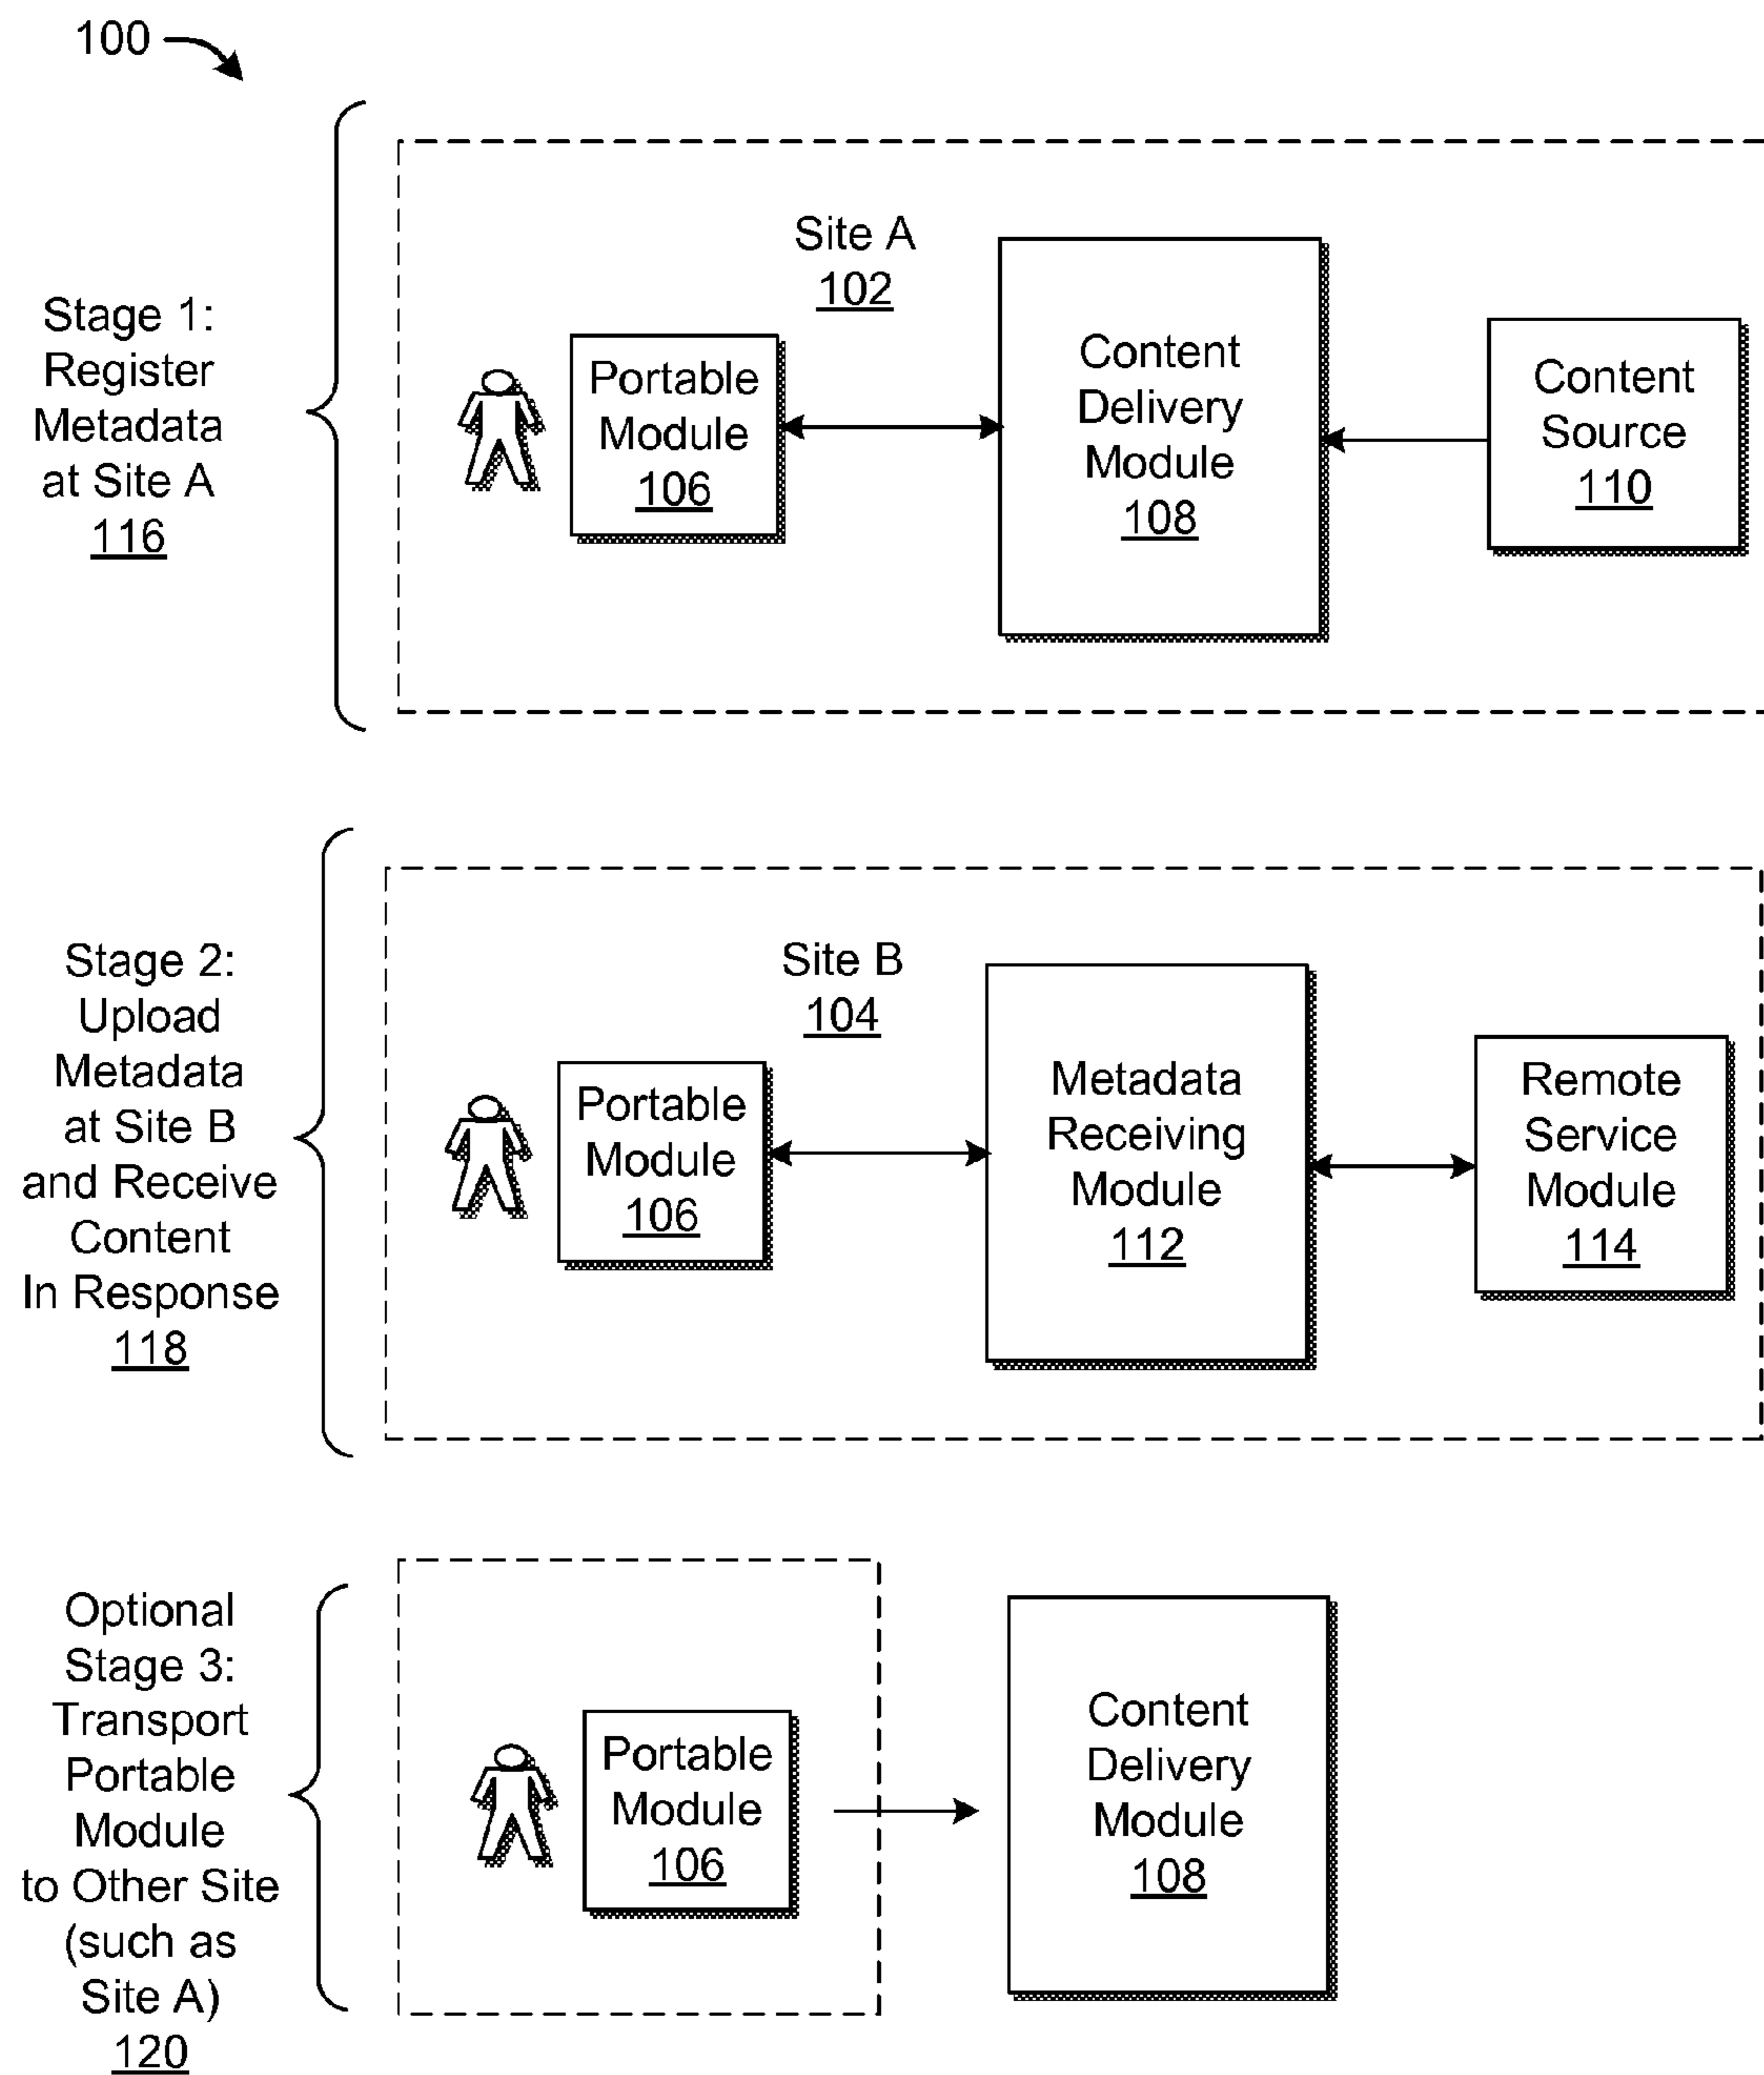 100
Stage 1:
Register
Metadata
at Site A
116
Site A
102
Portable
Module
106
Content
Delivery
Module
108
Content
Source
110
Stage 2:
Upload
Metadata
at Site B
and Receive
Content
In Response
118
Site B
104
Portable
Module
106
Metadata
Receiving
Module
112
Remote
Service
Module
114
Optional
Stage 3:
Transport
Portable
Module
to Other Site
(such as
Site A)
120
Portable
Module
106
Content
Delivery
Module
108